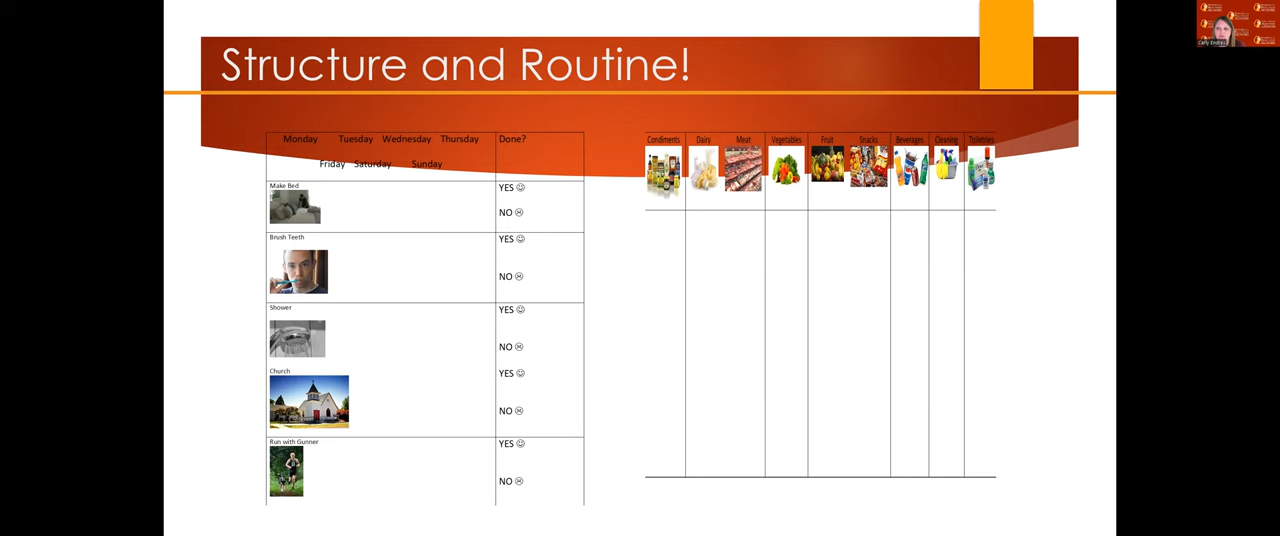 Structure and Routine!
Monday Tuesday Wednesday Thursday
Friday Saturday Sunday
Done?
Make Bed
YES ☺
NO ☹
Brush Teeth
YES ☺
NO ☹
Shower
YES ☺
NO ☹
Church
YES ☺
NO ☹
Run with Gunner
YES ☺
NO ☹
Condiments Dairy Meat Vegetables Fruit Snacks Beverages Cleaning Toiletries